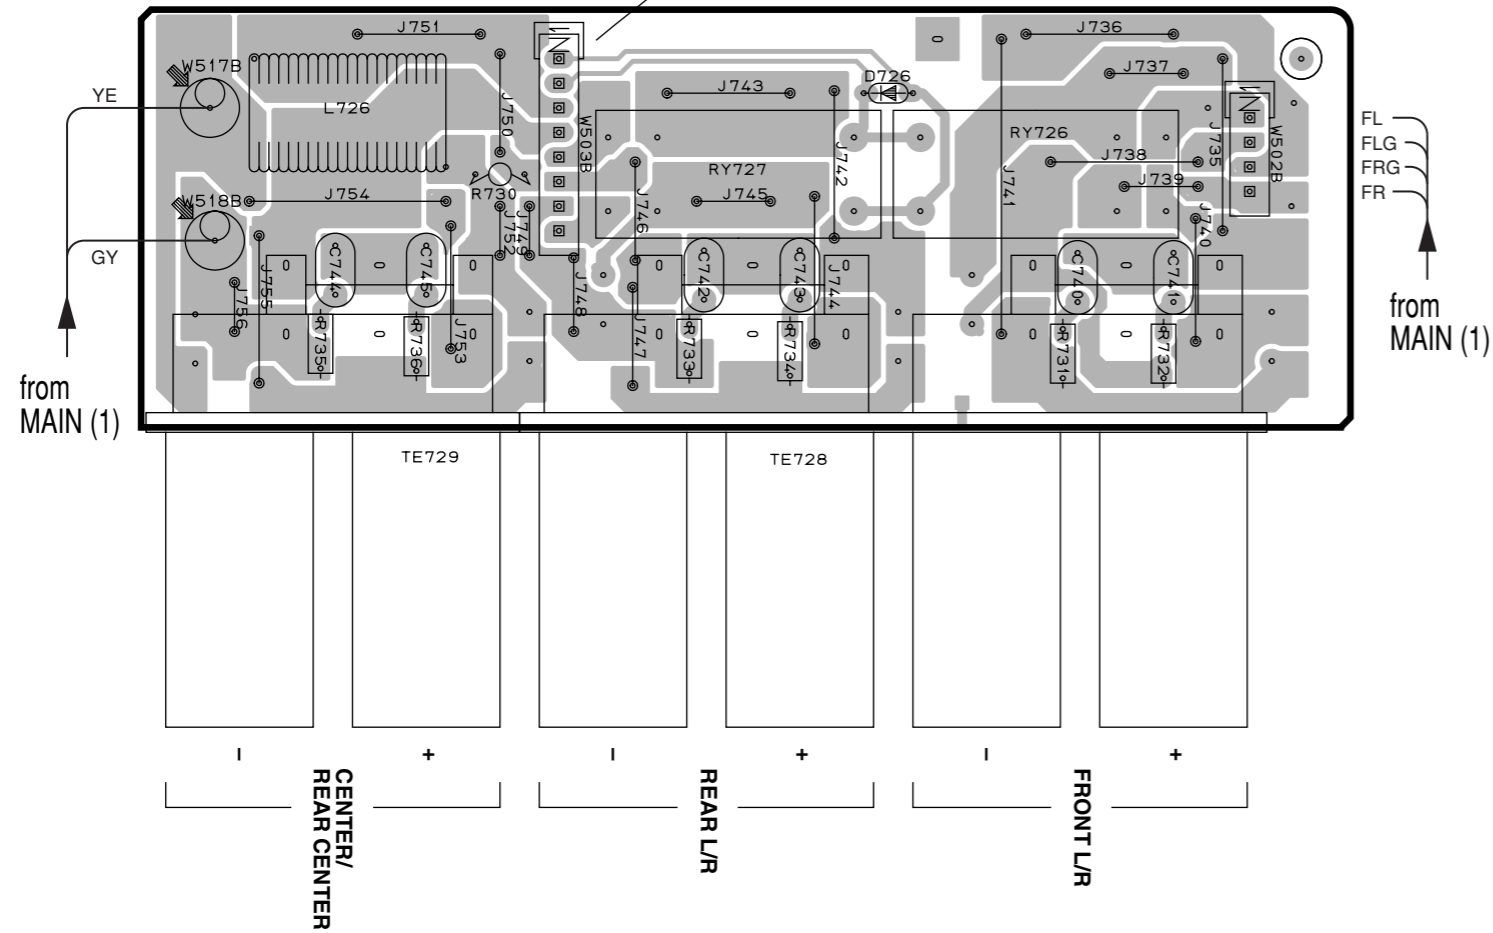 J751
J736
W517B
J737
D726
J743
YE
L726
J750
W503B
FL
RY726
W502B
J735
FLG
J738
J742
RY727
FRG
J739
R730
J745
J741
FR
J754
W518B
J746
J752
J749
J740
GY
C744
C745
C742
C743
C740
C741
J755
J756
J748
J744
R735
R736
J753
J747
R733
R734
R731
R732
from
MAIN (1)
from
MAIN (1)
TE729
TE728
– + – + – +
CENTER/
REAR CENTER
REAR L/R
FRONT L/R